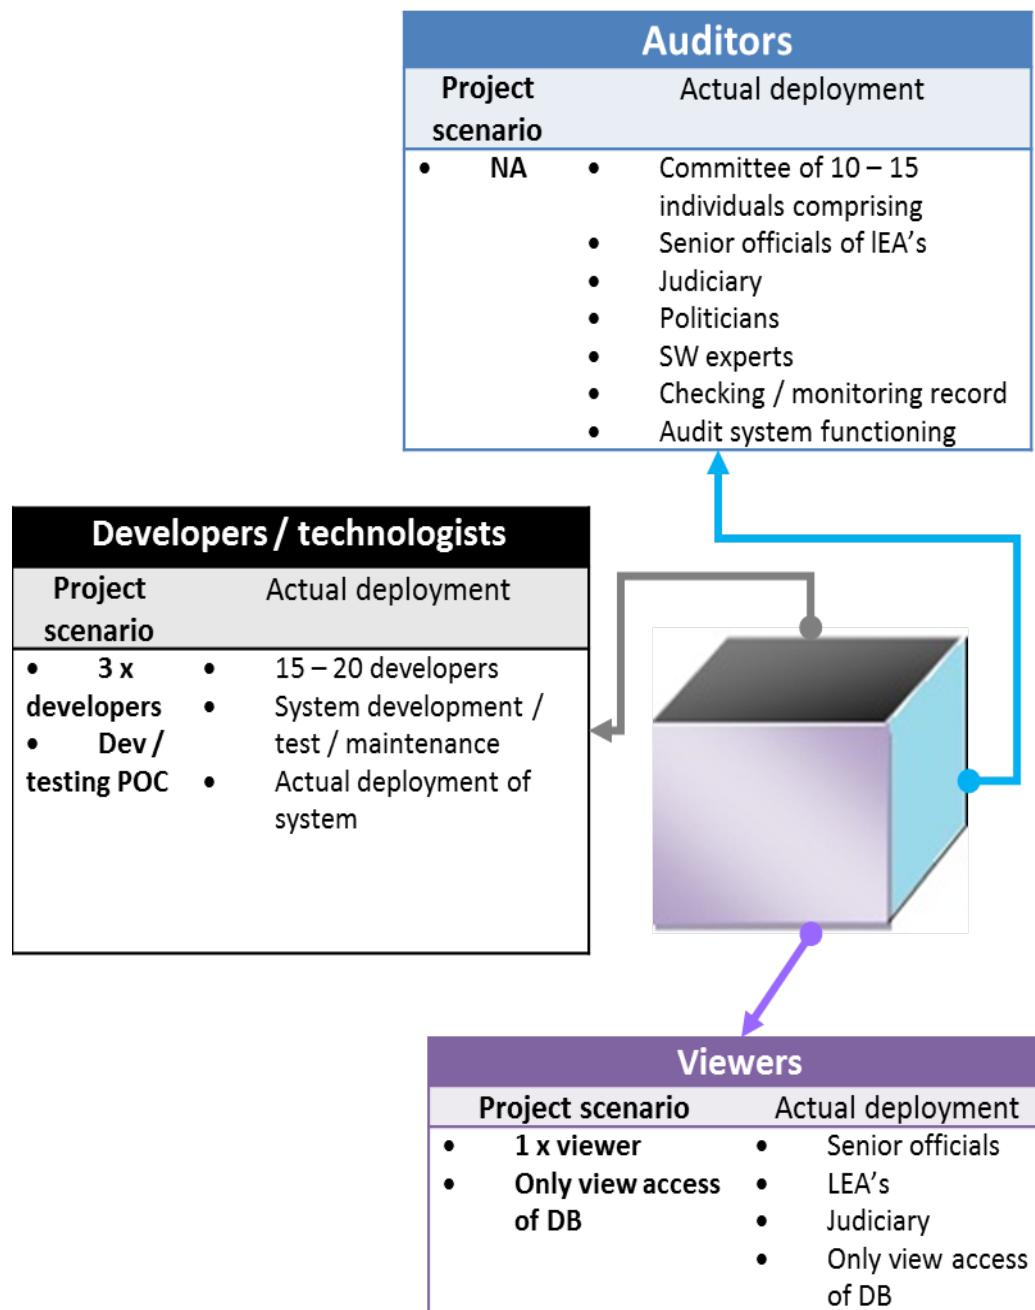 Auditors
Project scenario
Actual deployment
• NA
• Committee of 10 – 15
individuals comprising
• Senior officials of lEA's
• Judiciary
• Politicians
• SW experts
• Checking / monitoring record
• Audit system functioning
Developers / technologists
Project scenario
Actual deployment
• 3 x
developers
• Dev /
testing POC
• 15 – 20 developers
• System development /
test / maintenance
• Actual deployment of
system
Viewers
Project scenario
Actual deployment
• 1 x viewer
• Only view access
of DB
• Senior officials
• LEA's
• Judiciary
• Only view access
of DB